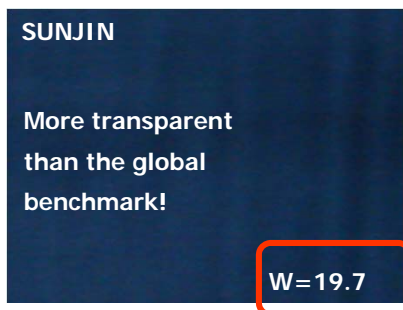 SUNJIN
More transparent
than the global
benchmark!
W=19.7